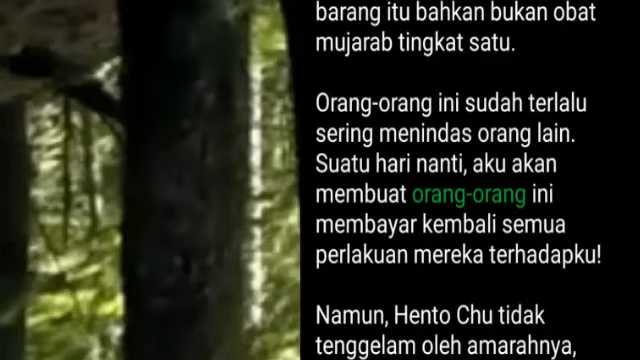 barang itu bahkan bukan obat
mujarab tingkat satu.
Orang-orang ini sudah terlalu
sering menindas orang lain.
Suatu hari nanti, aku akan
membuat orang-orang ini
membayar kembali semua
perlakuan mereka terhadapku!
Namun, Hento Chu tidak
tenggelam oleh amarahnya,